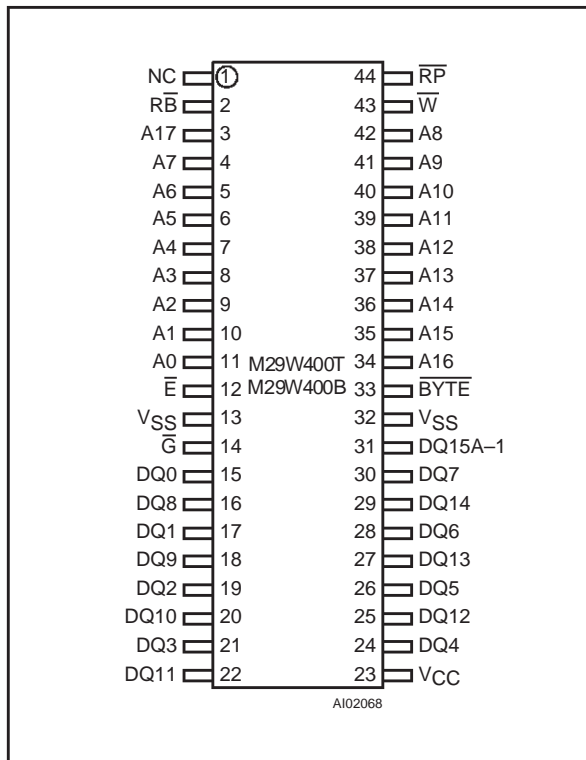 NC 1 44 R̅P̅
RB̅ 2 43 W̅
A17 3 42 A8
A7 4 41 A9
A6 5 40 A10
A5 6 39 A11
A4 7 38 A12
A3 8 37 A13
A2 9 36 A14
A1 10 35 A15
A0 11 M29W400T 34 A16
E̅ 12 M29W400B 33 B̅Y̅T̅E̅
VSS 13 32 VSS
G̅ 14 31 DQ15A–1
DQ0 15 30 DQ7
DQ8 16 29 DQ14
DQ1 17 28 DQ6
DQ9 18 27 DQ13
DQ2 19 26 DQ5
DQ10 20 25 DQ12
DQ3 21 24 DQ4
DQ11 22 23 VCC
AI02068